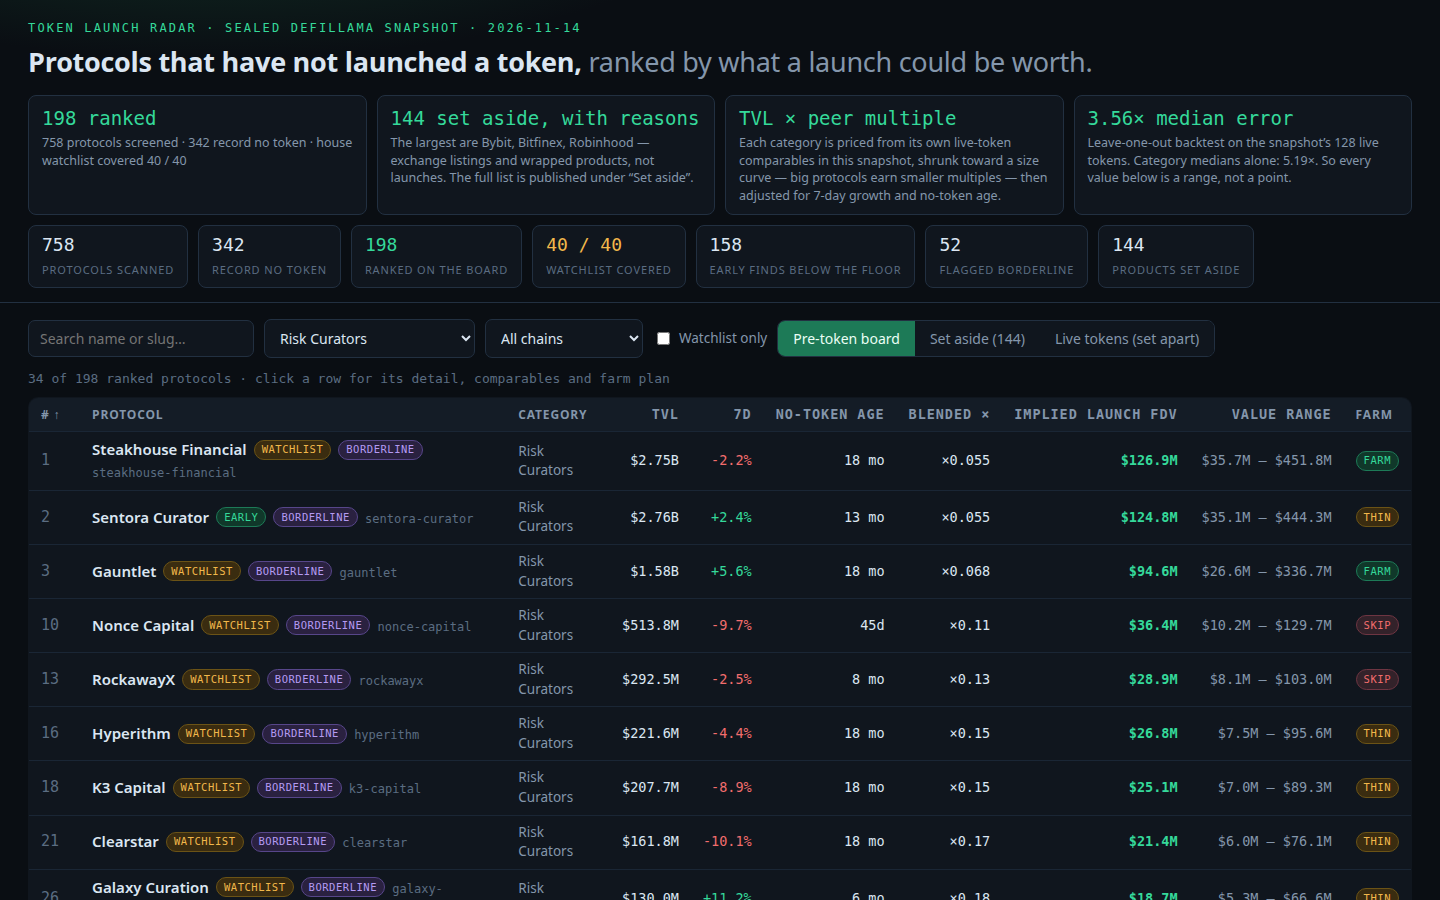 TOKEN LAUNCH RADAR · SEALED DEFILLAMA SNAPSHOT · 2026-11-14
Protocols that have not launched a token, ranked by what a launch could be worth.
198 ranked
758 protocols screened · 342 record no token · house
watchlist covered 40 / 40
144 set aside, with reasons
The largest are Bybit, Bitfinex, Robinhood —
exchange listings and wrapped products, not
launches. The full list is published under “Set aside”.
TVL × peer multiple
Each category is priced from its own live-token
comparables in this snapshot, shrunk toward a size
curve — big protocols earn smaller multiples — then
adjusted for 7-day growth and no-token age.
3.56× median error
Leave-one-out backtest on the snapshot’s 128 live
tokens. Category medians alone: 5.19×. So every
value below is a range, not a point.
758
PROTOCOLS SCANNED
342
RECORD NO TOKEN
198
RANKED ON THE BOARD
40 / 40
WATCHLIST COVERED
158
EARLY FINDS BELOW THE FLOOR
52
FLAGGED BORDERLINE
144
PRODUCTS SET ASIDE
Search name or slug... Risk Curators All chains Watchlist only Pre-token board Set aside (144) Live tokens (set apart)
34 of 198 ranked protocols · click a row for its detail, comparables and farm plan
# ↑ PROTOCOL CATEGORY TVL 7D NO-TOKEN AGE BLENDED × IMPLIED LAUNCH FDV VALUE RANGE FARM
1 Steakhouse Financial WATCHLIST BORDERLINE steakhouse-financial Risk Curators $2.75B -2.2% 18 mo ×0.055 $126.9M $35.7M — $451.8M FARM
2 Sentora Curator EARLY BORDERLINE sentora-curator Risk Curators $2.76B +2.4% 13 mo ×0.055 $124.8M $35.1M — $444.3M THIN
3 Gauntlet WATCHLIST BORDERLINE gauntlet Risk Curators $1.58B +5.6% 18 mo ×0.068 $94.6M $26.6M — $336.7M FARM
10 Nonce Capital WATCHLIST BORDERLINE nonce-capital Risk Curators $513.8M -9.7% 45d ×0.11 $36.4M $10.2M — $129.7M SKIP
13 RockawayX WATCHLIST BORDERLINE rockawayx Risk Curators $292.5M -2.5% 8 mo ×0.13 $28.9M $8.1M — $103.0M SKIP
16 Hyperithm WATCHLIST BORDERLINE hyperithm Risk Curators $221.6M -4.4% 18 mo ×0.15 $26.8M $7.5M — $95.6M THIN
18 K3 Capital WATCHLIST BORDERLINE k3-capital Risk Curators $207.7M -8.9% 18 mo ×0.15 $25.1M $7.0M — $89.3M THIN
21 Clearstar WATCHLIST BORDERLINE clearstar Risk Curators $161.8M -10.1% 18 mo ×0.17 $21.4M $6.0M — $76.1M THIN
26 Galaxy Curation WATCHLIST BORDERLINE galaxy- Risk $130.0M +11.2% 6 mo ×0.18 $18.7M $5.3M — $66.6M THIN